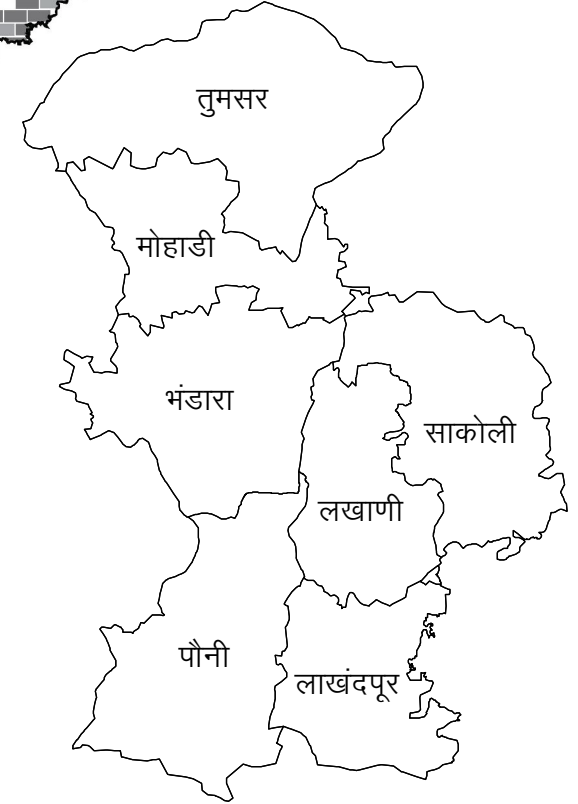 तुमसर
मोहाडी
भंडारा
साकोली
लखाणी
पौनी
लाखंदपूर